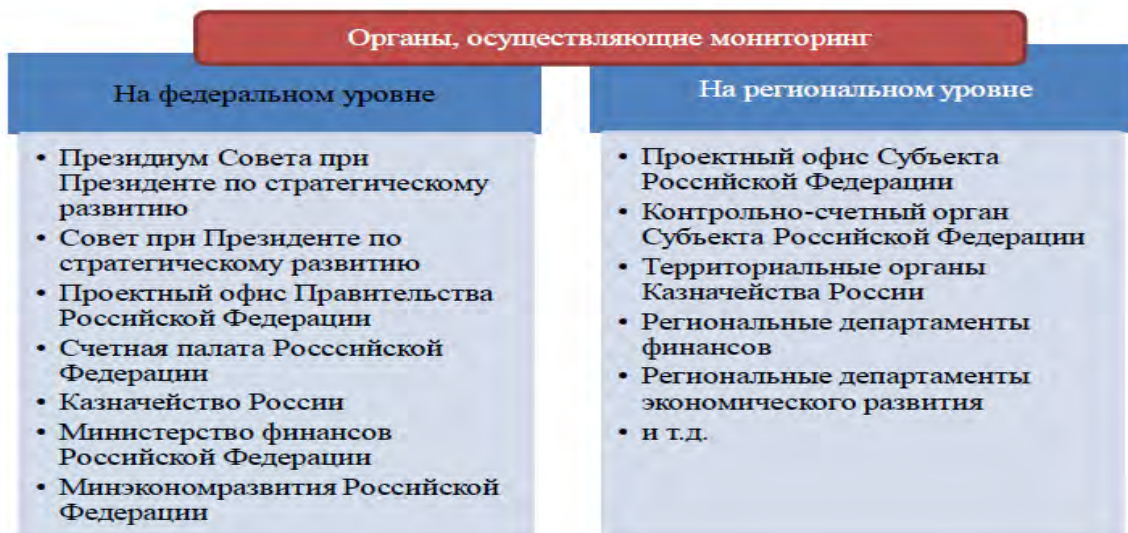 Органы, осуществляющие мониторинг
На федеральном уровне
• Президиум Совета при
Президенте по стратегическому
развитию
• Совет при Президенте по
стратегическому развитию
• Проектный офис Правительства
Российской Федерации
• Счетная палата Росссийской
Федерации
• Казначейство России
• Министерство финансов
Российской Федерации
• Минэкономразвития Российской
Федерации
На региональном уровне
• Проектный офис Субъекта
Российской Федерации
• Контрольно-счетный орган
Субъекта Российской Федерации
• Территориальные органы
Казначейства России
• Региональные департаменты
финансов
• Региональные департаменты
экономического развития
• и т.д.